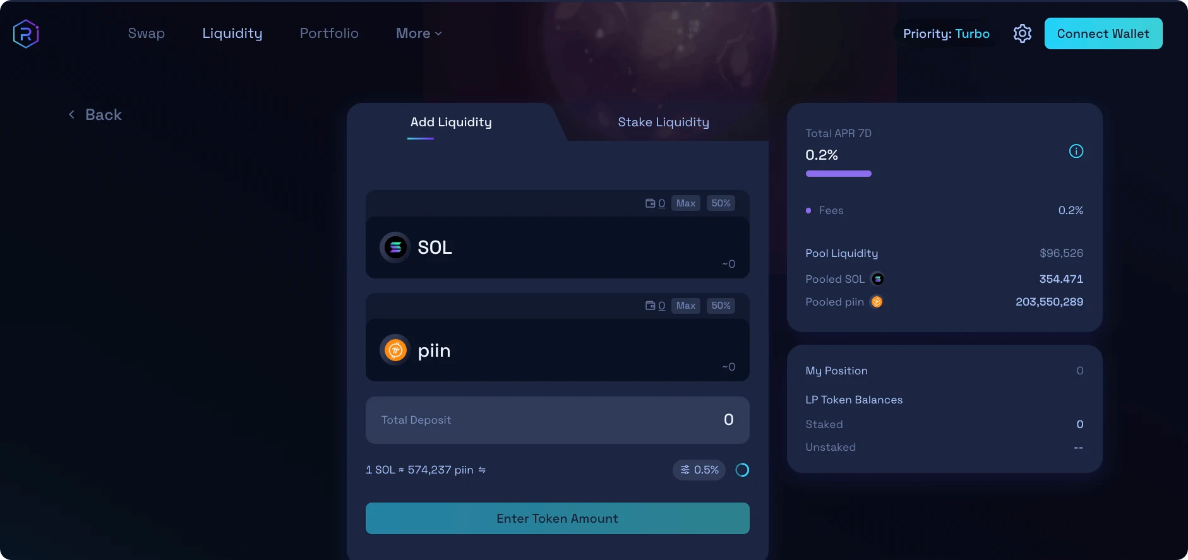 Swap Liquidity Portfolio More Priority: Turbo Connect Wallet
Back
Add Liquidity Stake Liquidity
0 Max 50%
SOL
~0
0 Max 50%
piin
~0
Total Deposit 0
1 SOL ≈ 574,237 piin 0.5%
Enter Token Amount
Total APR 7D
0.2%
Fees 0.2%
Pool Liquidity $96,526
Pooled SOL 354.471
Pooled piin 203,550,289
My Position 0
LP Token Balances
Staked 0
Unstaked --